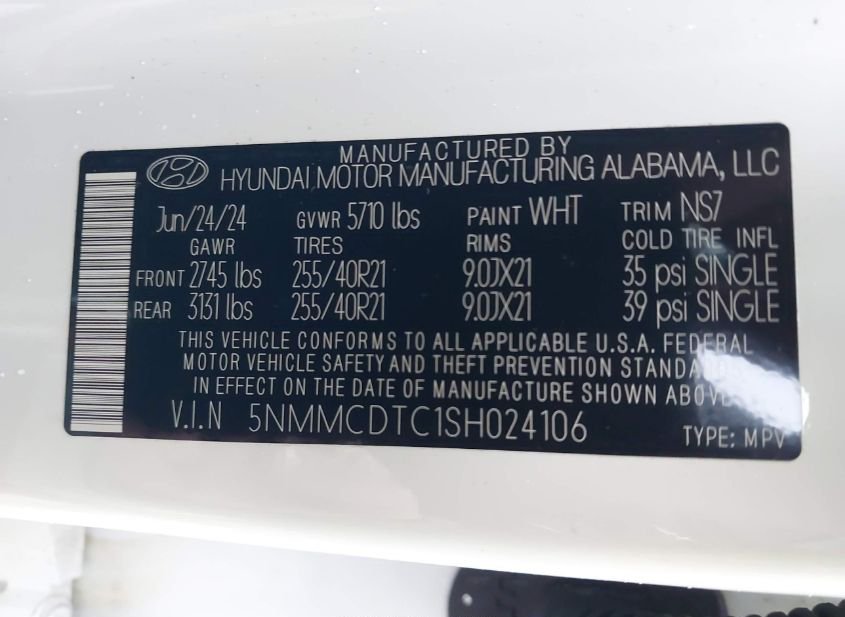 MANUFACTURED BY
HYUNDAI MOTOR MANUFACTURING ALABAMA, LLC
Jun/24/24 GVWR 5710 lbs PAINT WHT TRIM NS7
GAWR TIRES RIMS COLD TIRE INFL
FRONT 2745 lbs 255/40R21 9.0JX21 35 psi SINGLE
REAR 3131 lbs 255/40R21 9.0JX21 39 psi SINGLE
THIS VEHICLE CONFORMS TO ALL APPLICABLE U.S.A. FEDERAL
MOTOR VEHICLE SAFETY AND THEFT PREVENTION STANDARDS
IN EFFECT ON THE DATE OF MANUFACTURE SHOWN ABOVE.
V.I.N 5NMMCDTC1SH024106 TYPE: MPV